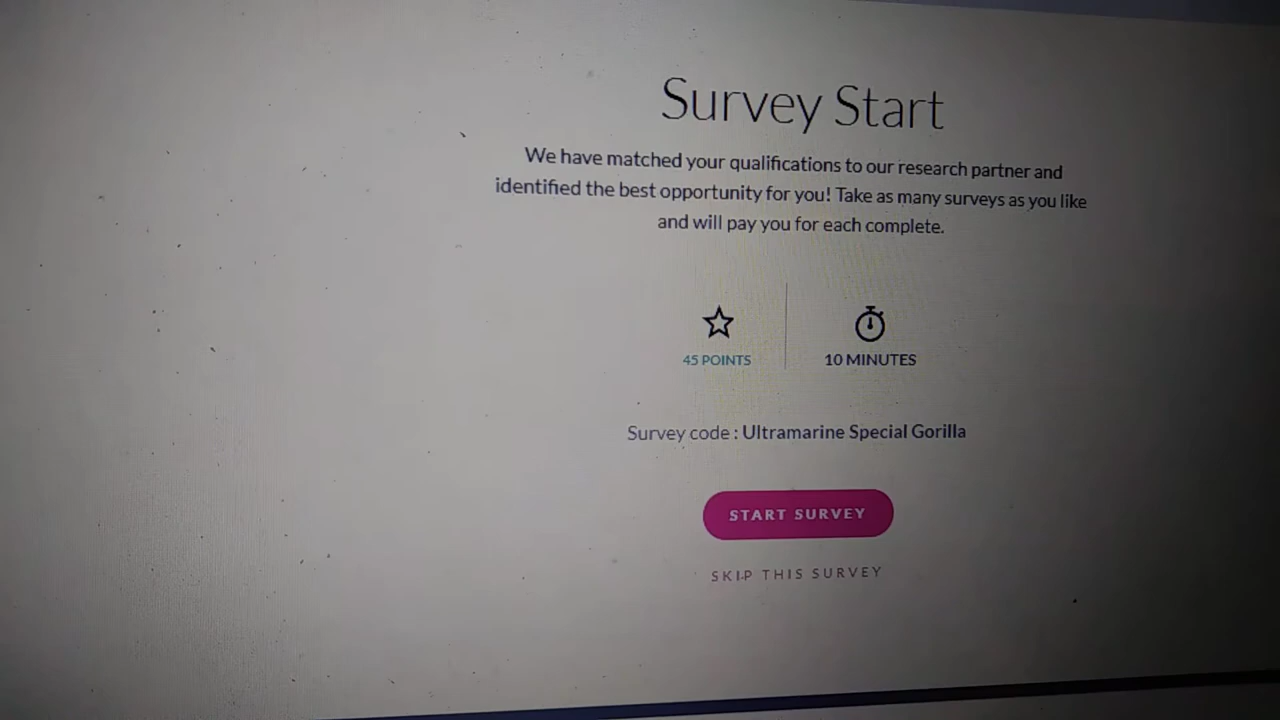 Survey Start
We have matched your qualifications to our research partner and
identified the best opportunity for you! Take as many surveys as you like
and will pay you for each complete.
45 POINTS
10 MINUTES
Survey code : Ultramarine Special Gorilla
START SURVEY
SKIP THIS SURVEY